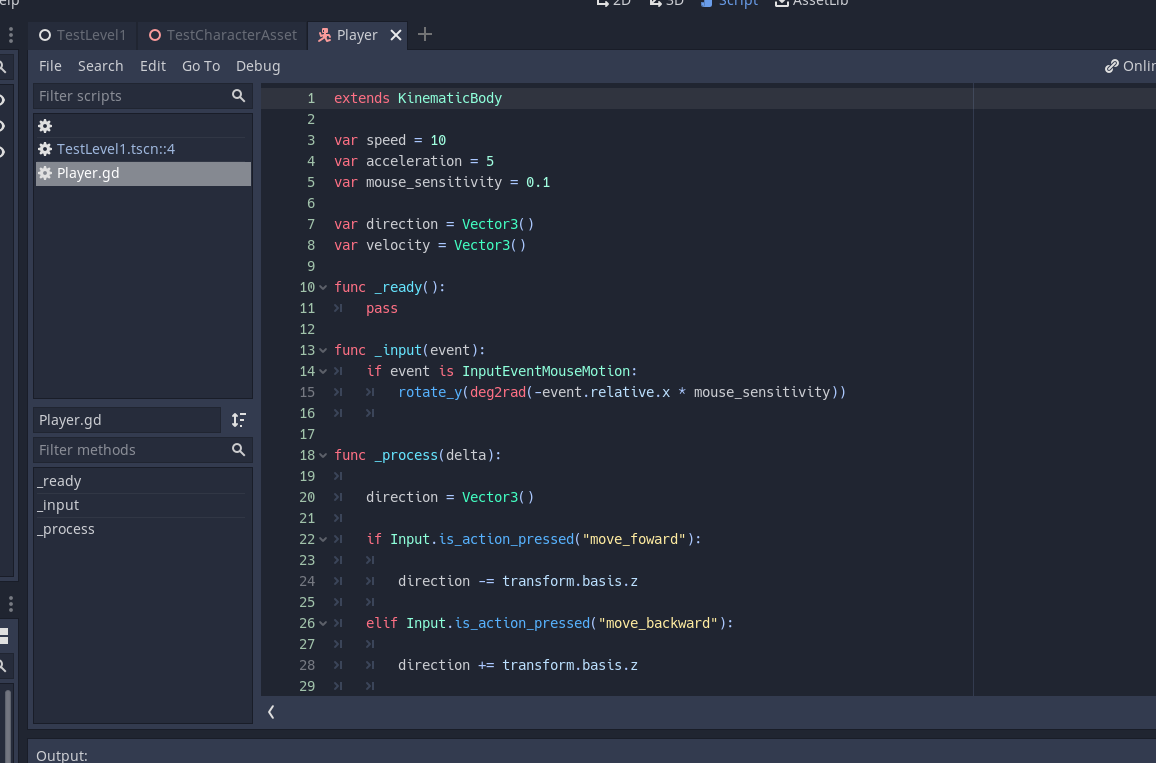 2D 3D Script AssetLib
TestLevel1 TestCharacterAsset Player
File Search Edit Go To Debug
Filter scripts
TestLevel1.tscn::4
Player.gd
Player.gd
Filter methods
_ready
_input
_process
1 extends KinematicBody
2
3 var speed = 10
4 var acceleration = 5
5 var mouse_sensitivity = 0.1
6
7 var direction = Vector3()
8 var velocity = Vector3()
9
10 func _ready():
11 pass
12
13 func _input(event):
14 if event is InputEventMouseMotion:
15 rotate_y(deg2rad(-event.relative.x * mouse_sensitivity))
16
17
18 func _process(delta):
19
20 direction = Vector3()
21
22 if Input.is_action_pressed("move_foward"):
23
24 direction -= transform.basis.z
25
26 elif Input.is_action_pressed("move_backward"):
27
28 direction += transform.basis.z
29
Output: